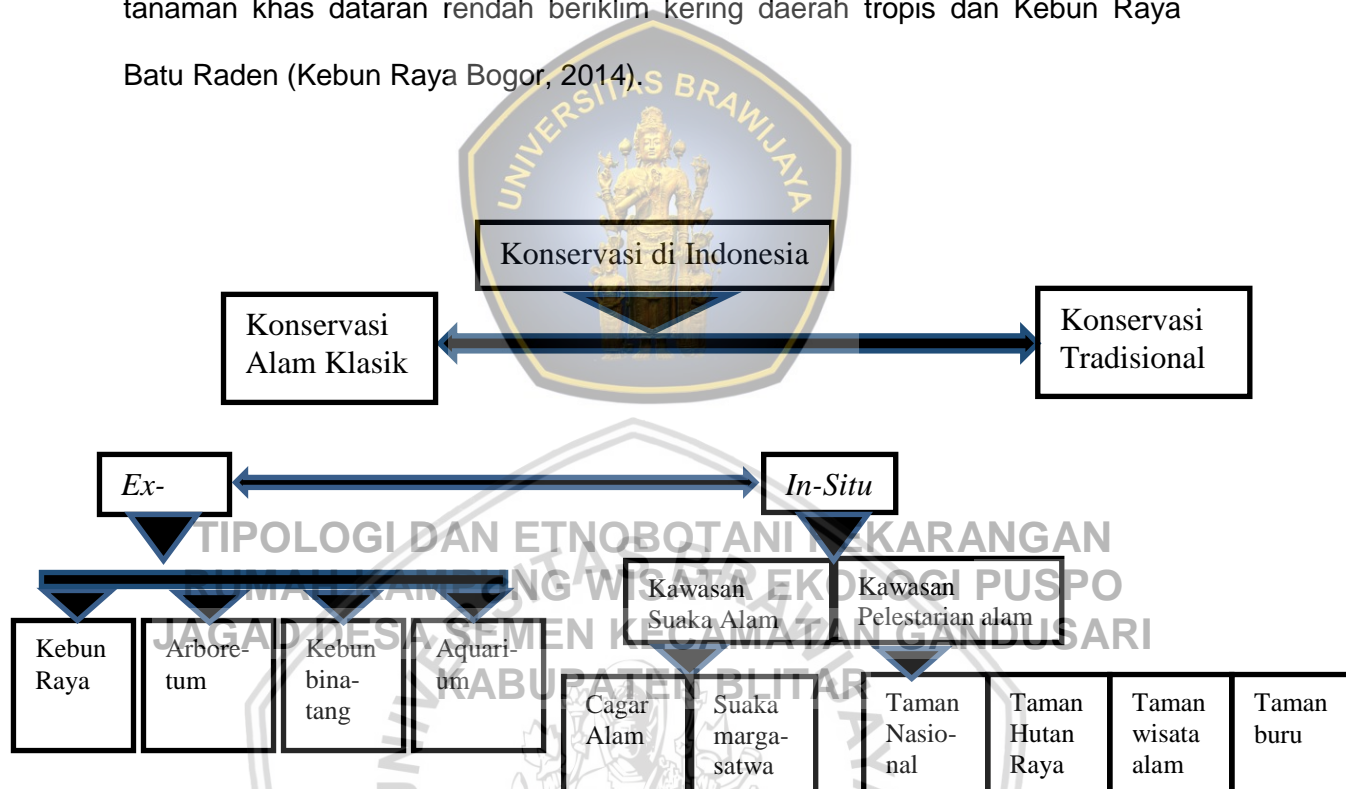 tanaman khas dataran rendah beriklim kering daerah tropis dan Kebun Raya
Batu Raden (Kebun Raya Bogor, 2014).
UNIVERSITAS BRAWIJAYA
Konservasi di Indonesia
Konservasi
Alam Klasik
Konservasi
Tradisional
Ex-
In-Situ
TIPOLOGI DAN ETNOBOTANI PEKARANGAN
RUMAH KAMPUNG WISATA EKOLOGI PUSPO
JAGAD DESA SEMEN KECAMATAN GANDUSARI
KABUPATEN BLITAR
Kawasan
Suaka Alam
Kawasan
Pelestarian alam
Kebun
Raya
Arbore-
tum
Kebun
bina-
tang
Aquari-
um
Cagar
Alam
Suaka
marga-
satwa
Taman
Nasio-
nal
Taman
Hutan
Raya
Taman
wisata
alam
Taman
buru